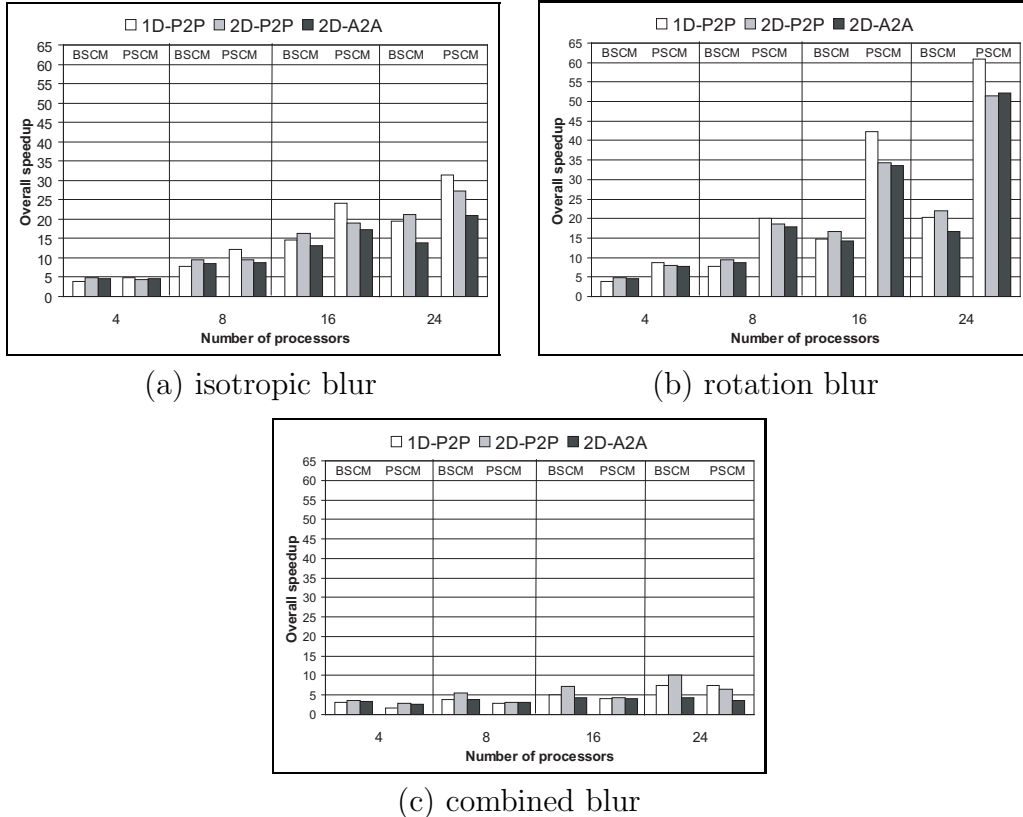 1D-P2P 2D-P2P 2D-A2A
65
60
55
50
45
40
35
30
25
20
15
10
5
0
Overall speedup
BSCM PSCM BSCM PSCM BSCM PSCM BSCM PSCM
4 8 16 24
Number of processors
(a) isotropic blur
1D-P2P 2D-P2P 2D-A2A
65
60
55
50
45
40
35
30
25
20
15
10
5
0
Overall speedup
BSCM PSCM BSCM PSCM BSCM PSCM BSCM PSCM
4 8 16 24
Number of processors
(b) rotation blur
1D-P2P 2D-P2P 2D-A2A
65
60
55
50
45
40
35
30
25
20
15
10
5
0
Overall speedup
BSCM PSCM BSCM PSCM BSCM PSCM BSCM PSCM
4 8 16 24
Number of processors
(c) combined blur